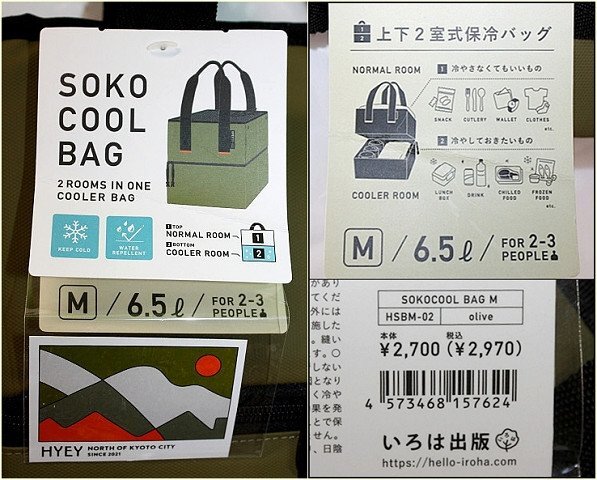 SOKO
COOL
BAG
2 ROOMS IN ONE
COOLER BAG
KEEP COLD
WATER
REPELLENT
1 TOP
NORMAL ROOM
2 BOTTOM
COOLER ROOM
1
2
M / 6.5ℓ / FOR 2-3
PEOPLE
HYEY NORTH OF KYOTO CITY
SINCE 2021
1
2
上下2室式保冷バッグ
NORMAL ROOM
1 冷やさなくてもいいもの
SNACK CUTLERY WALLET CLOTHES
etc.
2 冷やしておきたいもの
COOLER ROOM
LUNCH
BOX
DRINK
CHILLED
FOOD
FROZEN
FOOD
etc.
M / 6.5ℓ / FOR 2-3
PEOPLE
SOKOCOOL BAG M
HSBM-02 olive
本体 税込
¥2,700 (¥2,970)
4 573468 157624
いろは出版
https://hello-iroha.com/